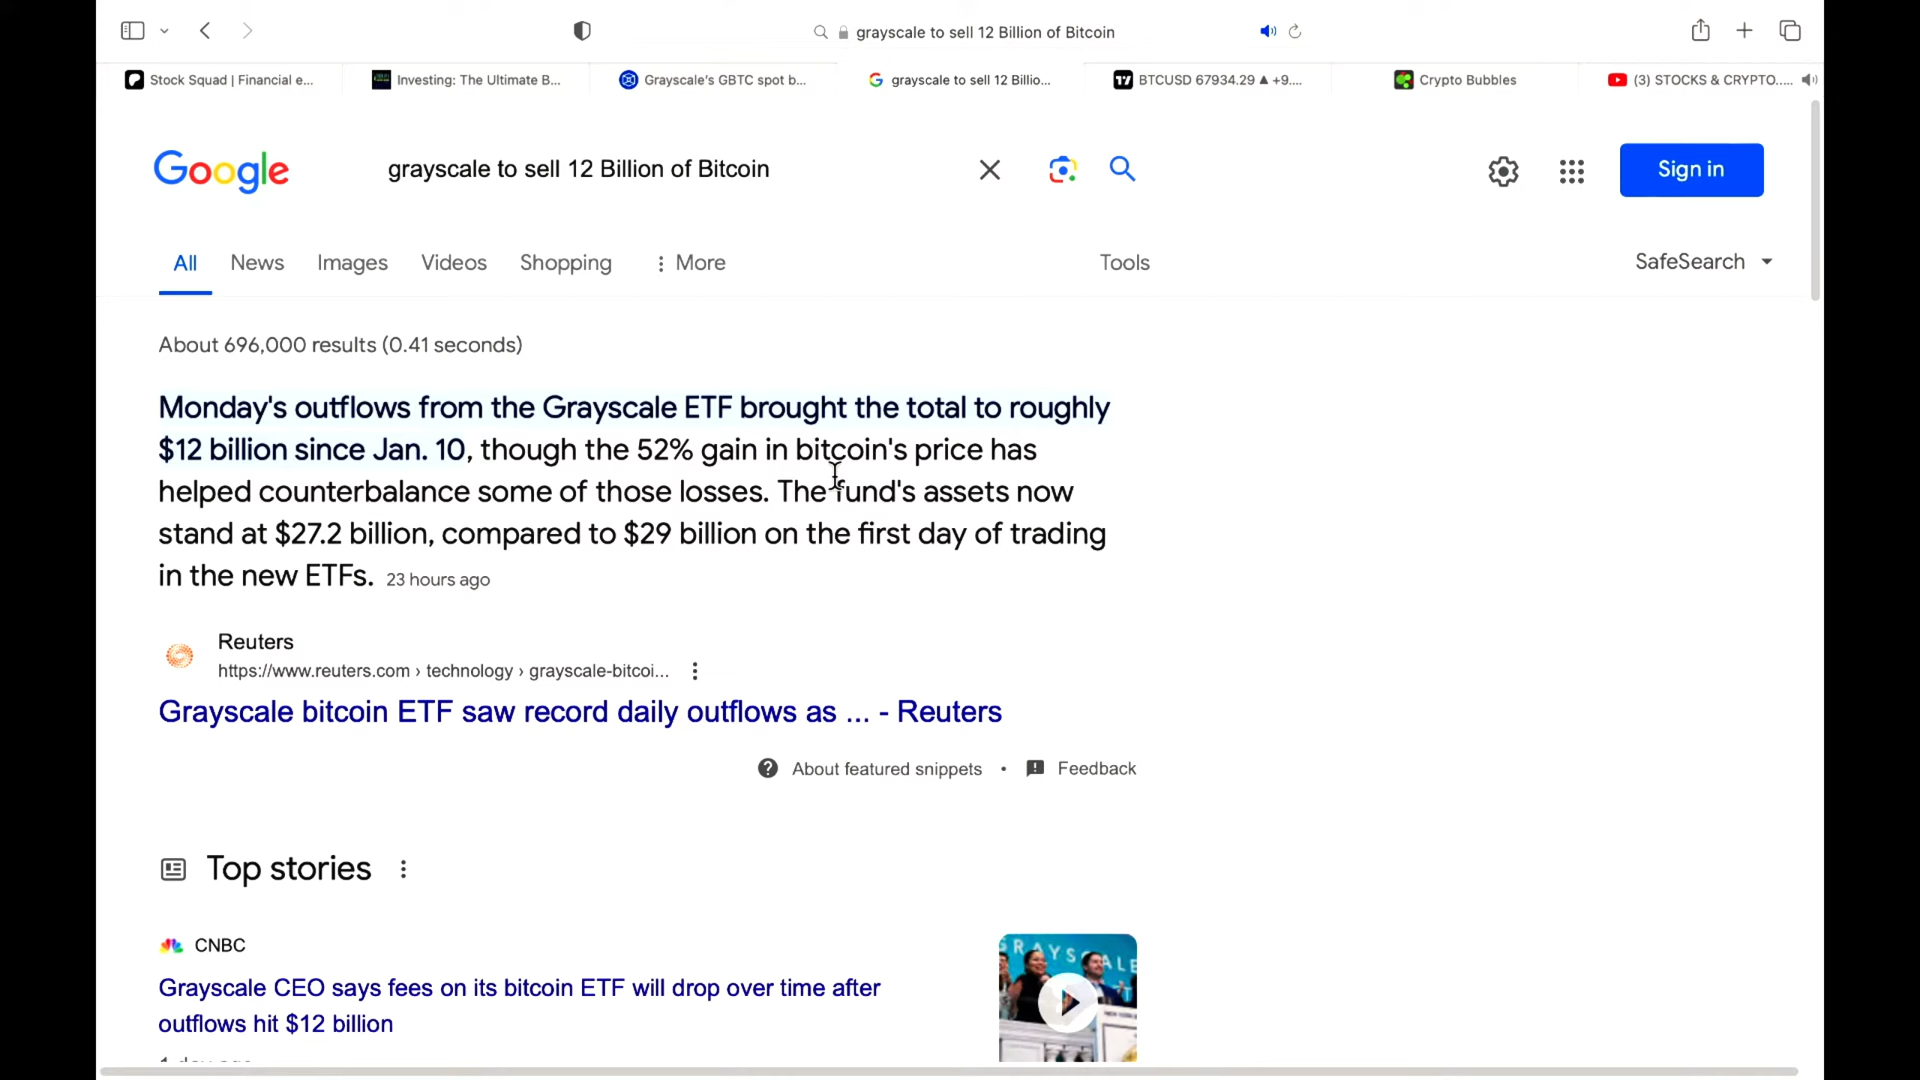 grayscale to sell 12 Billion of Bitcoin
Stock Squad | Financial e...
Investing: The Ultimate B...
Grayscale's GBTC spot b...
grayscale to sell 12 Billio...
BTCUSD 67934.29 ▲ +9....
Crypto Bubbles
(3) STOCKS & CRYPTO.....
Google
grayscale to sell 12 Billion of Bitcoin
Sign in
All
News
Images
Videos
Shopping
More
Tools
SafeSearch
About 696,000 results (0.41 seconds)
Monday's outflows from the Grayscale ETF brought the total to roughly
$12 billion since Jan. 10, though the 52% gain in bitcoin's price has
helped counterbalance some of those losses. The fund's assets now
stand at $27.2 billion, compared to $29 billion on the first day of trading
in the new ETFs. 23 hours ago
Reuters
https://www.reuters.com › technology › grayscale-bitcoi...
Grayscale bitcoin ETF saw record daily outflows as ... - Reuters
About featured snippets • Feedback
Top stories
CNBC
GRAYSCALE
Grayscale CEO says fees on its bitcoin ETF will drop over time after
outflows hit $12 billion
1 day ago